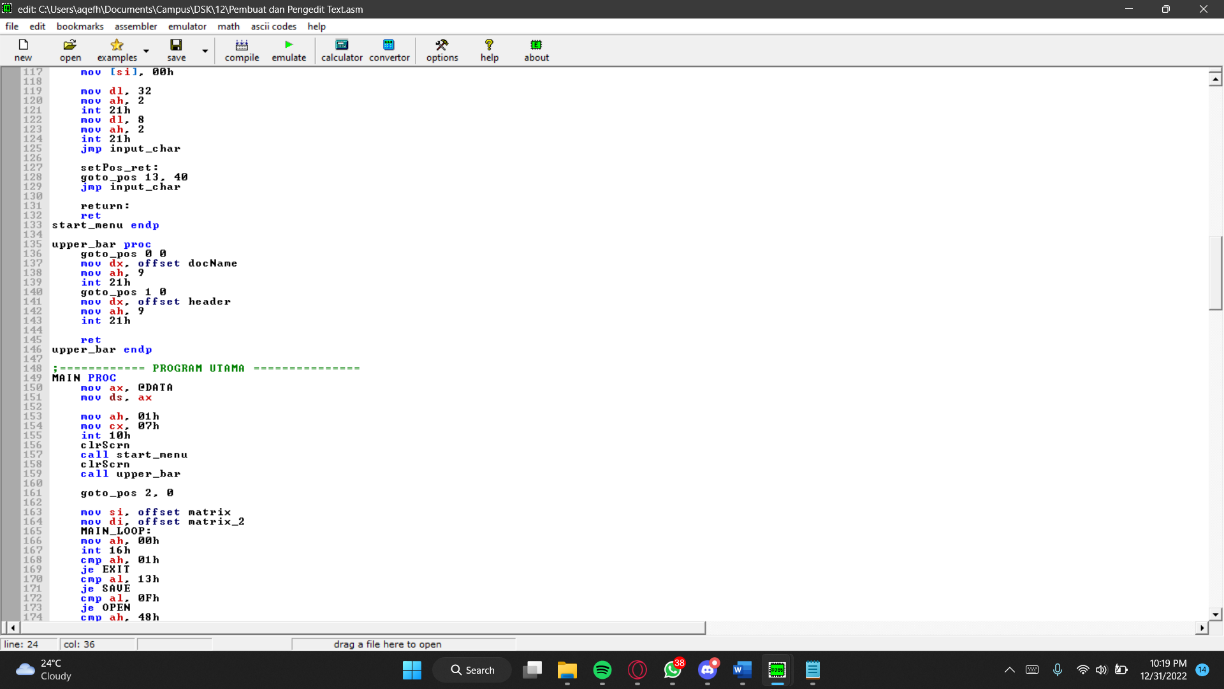 edit: C:\Users\aqefh\Documents\Campus\DSK\12\Pembuat dan Pengedit Text.asm
file edit bookmarks assembler emulator math ascii codes help
new open examples save compile emulate calculator convertor options help about
117 mov [si], 00h
118
119 mov dl, 32
120 mov ah, 2
121 int 21h
122 mov dl, 8
123 mov ah, 2
124 int 21h
125 jmp input_char
126
127 setPos_ret:
128 goto_pos 13, 40
129 jmp input_char
130
131 return:
132 ret
133 start_menu endp
134
135 upper_bar proc
136 goto_pos 0 0
137 mov dx, offset docName
138 mov ah, 9
139 int 21h
140 goto_pos 1 0
141 mov dx, offset header
142 mov ah, 9
143 int 21h
144
145 ret
146 upper_bar endp
147
148 ;------------ PROGRAM UTAMA ---------------
149 MAIN PROC
150 mov ax, @DATA
151 mov ds, ax
152
153 mov ah, 01h
154 mov cx, 07h
155 int 10h
156 clrScrn
157 call start_menu
158 clrScrn
159 call upper_bar
160
161 goto_pos 2, 0
162
163 mov si, offset matrix
164 mov di, offset matrix_2
165 MAIN_LOOP:
166 mov ah, 00h
167 int 16h
168 cmp ah, 01h
169 je EXIT
170 cmp al, 13h
171 je SAVE
172 cmp al, 0Fh
173 je OPEN
174 cmp ah, 48h
line: 24 col: 36 drag a file here to open
24°C
Cloudy
Search
38
10:19 PM
12/31/2022
14